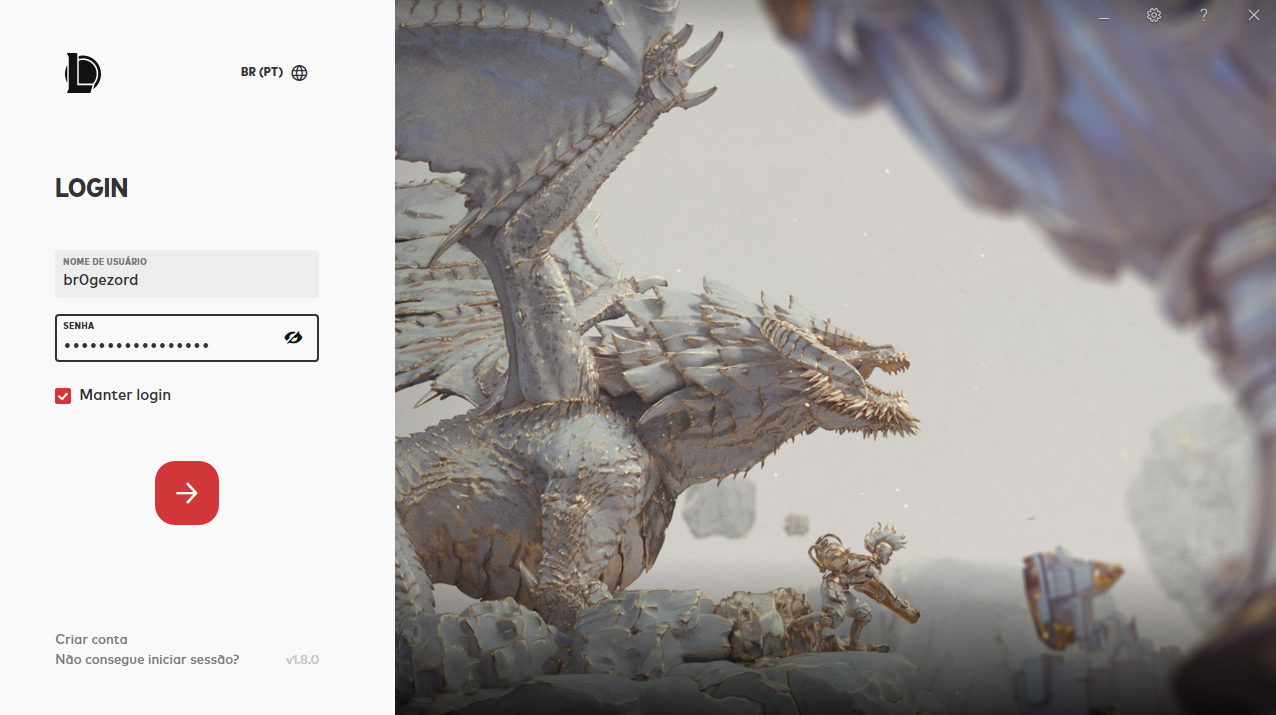 BR (PT)
LOGIN
NOME DE USUÁRIO
br0gezord
SENHA
•••••••••••••••••
Manter login
Criar conta
Não consegue iniciar sessão?
v1.8.0